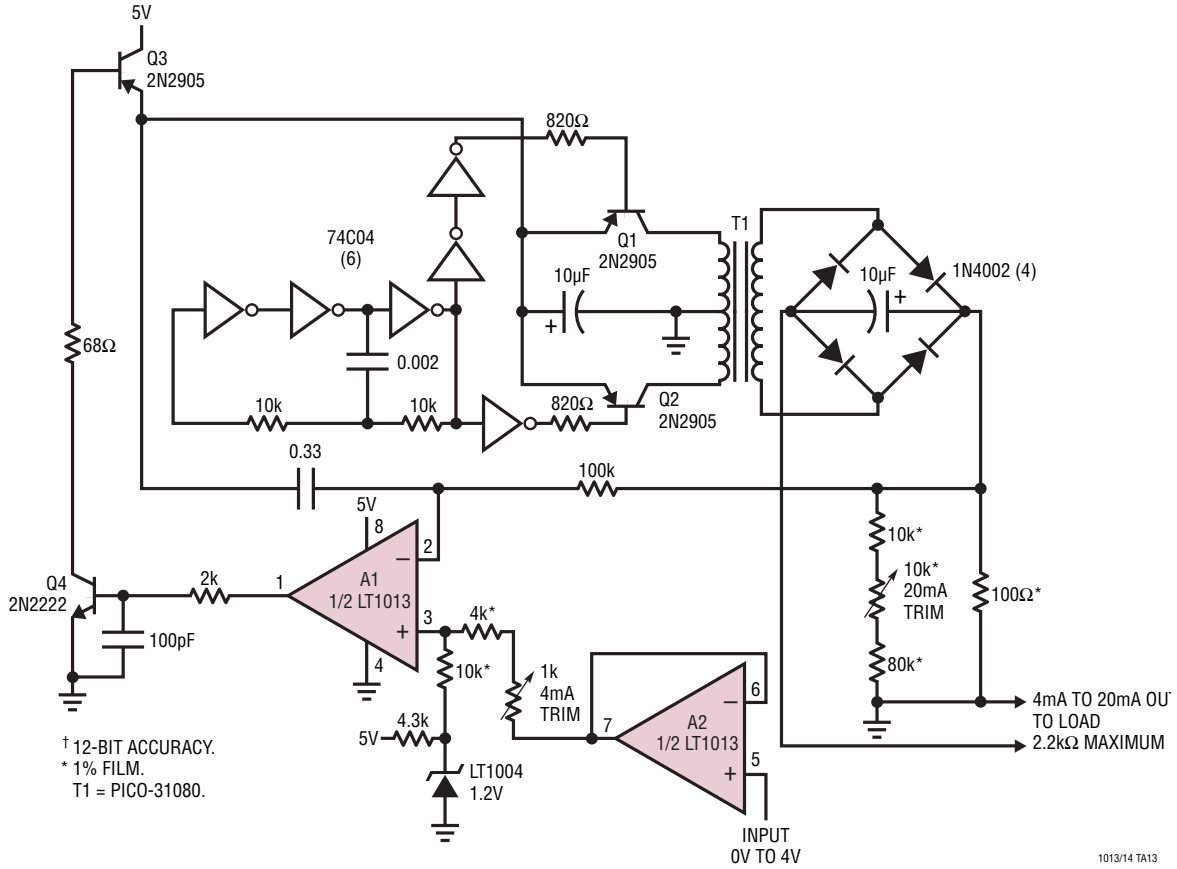 5V
Q3
2N2905
820Ω
T1
74C04
(6)
Q1
2N2905
10µF
+
10µF
+
1N4002 (4)
68Ω
0.002
10k
10k
820Ω
Q2
2N2905
0.33
100k
5V
8
2
–
A1
1/2 LT1013
1
3
+
4
Q4
2N2222
2k
100pF
4k*
10k*
1k
4mA
TRIM
4.3k
5V
LT1004
1.2V
6
–
A2
1/2 LT1013
7
5
+
INPUT
0V TO 4V
10k*
10k*
20mA
TRIM
80k*
100Ω*
4mA TO 20mA OU
TO LOAD
2.2kΩ MAXIMUM
† 12-BIT ACCURACY.
* 1% FILM.
T1 = PICO-31080.
1013/14 TA13